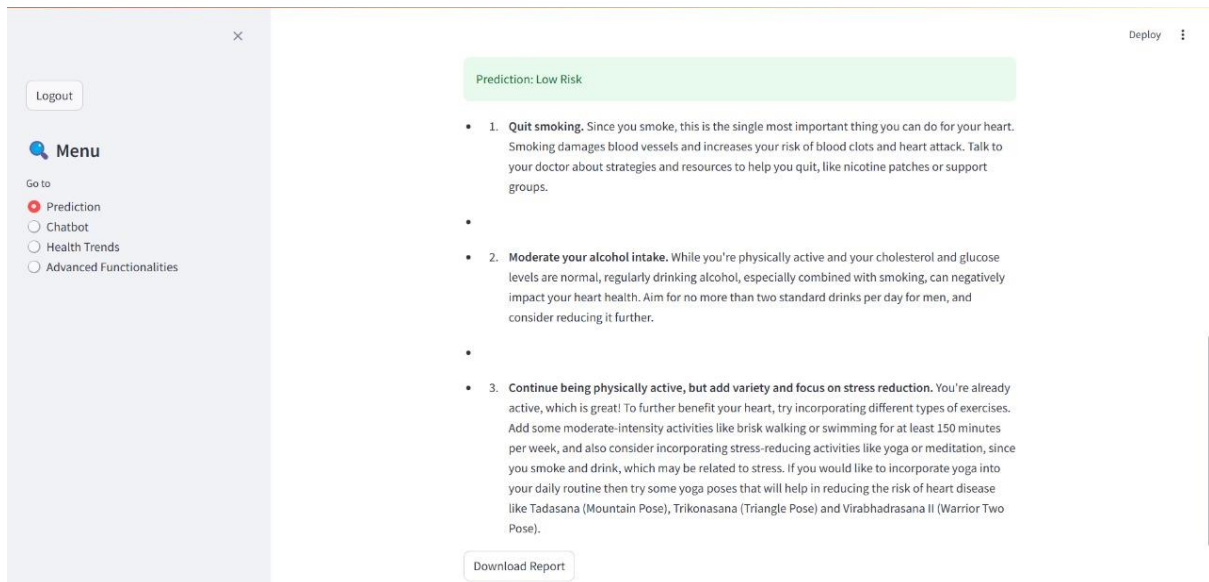 Deploy
Logout
Menu
Go to
Prediction
Chatbot
Health Trends
Advanced Functionalities
Prediction: Low Risk
1. Quit smoking. Since you smoke, this is the single most important thing you can do for your heart.
Smoking damages blood vessels and increases your risk of blood clots and heart attack. Talk to
your doctor about strategies and resources to help you quit, like nicotine patches or support
groups.
2. Moderate your alcohol intake. While you're physically active and your cholesterol and glucose
levels are normal, regularly drinking alcohol, especially combined with smoking, can negatively
impact your heart health. Aim for no more than two standard drinks per day for men, and
consider reducing it further.
3. Continue being physically active, but add variety and focus on stress reduction. You're already
active, which is great! To further benefit your heart, try incorporating different types of exercises.
Add some moderate-intensity activities like brisk walking or swimming for at least 150 minutes
per week, and also consider incorporating stress-reducing activities like yoga or meditation, since
you smoke and drink, which may be related to stress. If you would like to incorporate yoga into
your daily routine then try some yoga poses that will help in reducing the risk of heart disease
like Tadasana (Mountain Pose), Trikonasana (Triangle Pose) and Virabhadrasana II (Warrior Two
Pose).
Download Report